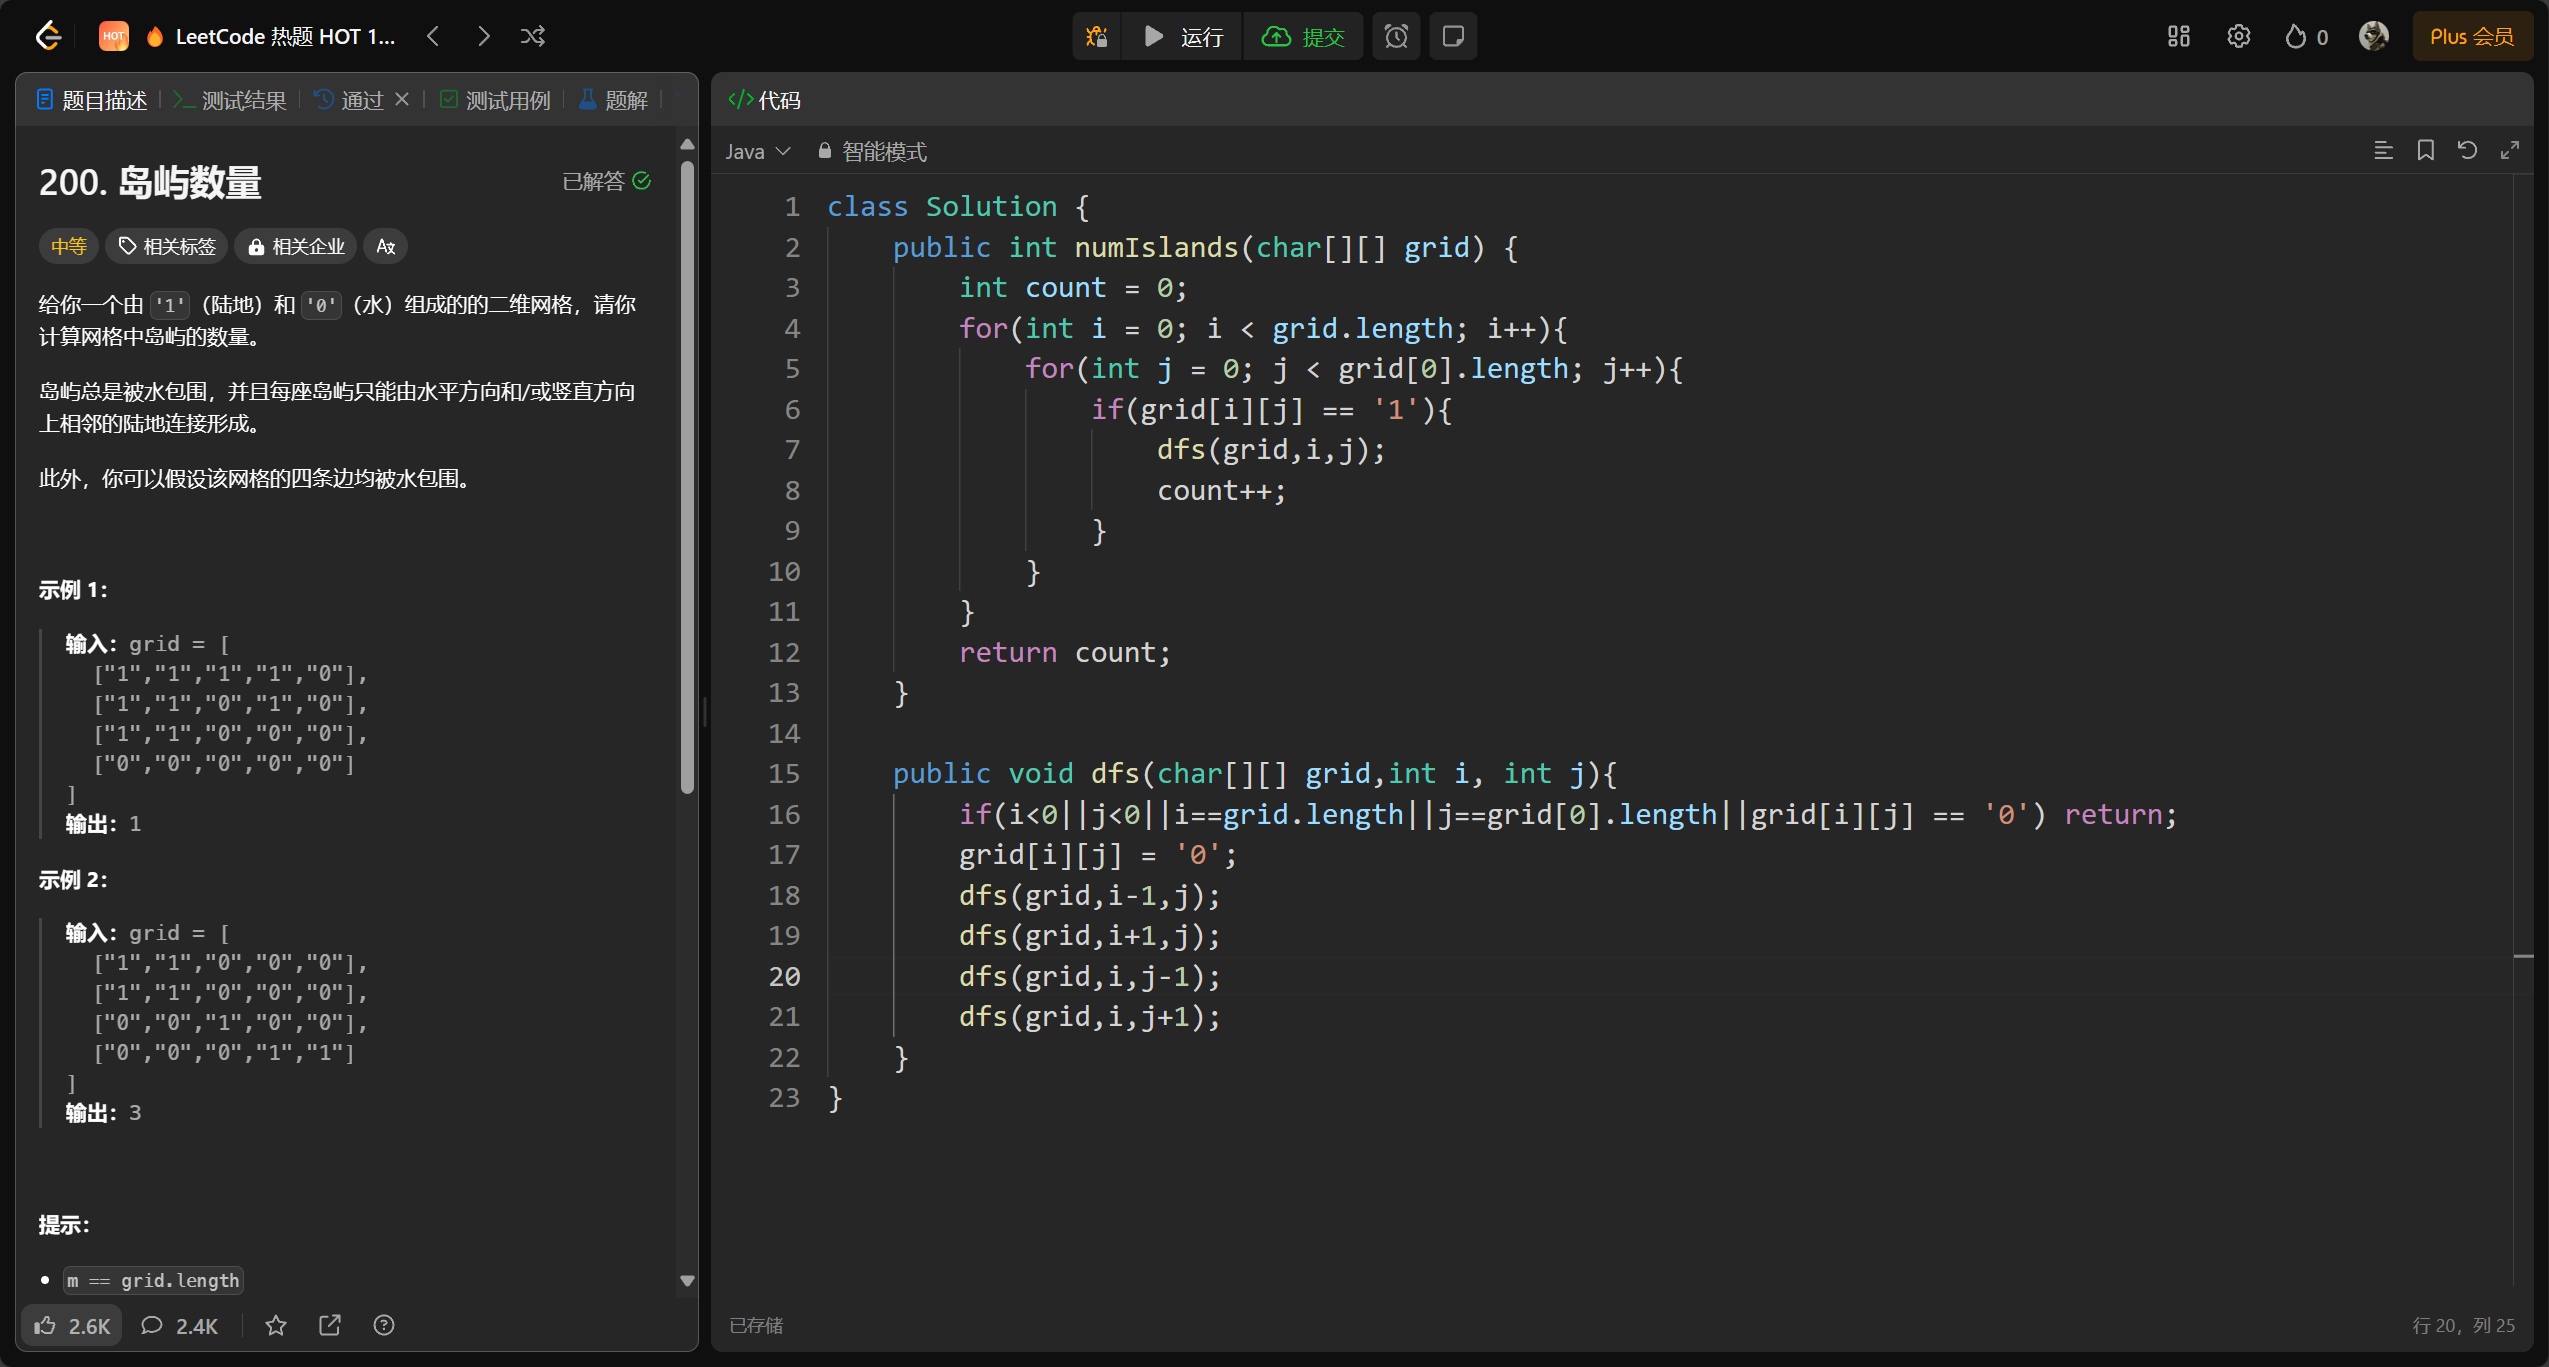 HOT LeetCode 热题 HOT 1...
运行
提交
0
Plus 会员
题目描述
测试结果
通过
测试用例
题解
200. 岛屿数量
已解答
中等
相关标签
相关企业
给你一个由 '1'（陆地）和 '0'（水）组成的的二维网格，请你
计算网格中岛屿的数量。
岛屿总是被水包围，并且每座岛屿只能由水平方向和/或竖直方向
上相邻的陆地连接形成。
此外，你可以假设该网格的四条边均被水包围。
示例 1：
输入：grid = [
["1","1","1","1","0"],
["1","1","0","1","0"],
["1","1","0","0","0"],
["0","0","0","0","0"]
]
输出：1
示例 2：
输入：grid = [
["1","1","0","0","0"],
["1","1","0","0","0"],
["0","0","1","0","0"],
["0","0","0","1","1"]
]
输出：3
提示：
m == grid.length
2.6K
2.4K
</> 代码
Java
智能模式
1 class Solution {
2 public int numIslands(char[][] grid) {
3 int count = 0;
4 for(int i = 0; i < grid.length; i++){
5 for(int j = 0; j < grid[0].length; j++){
6 if(grid[i][j] == '1'){
7 dfs(grid,i,j);
8 count++;
9 }
10 }
11 }
12 return count;
13 }
14
15 public void dfs(char[][] grid,int i, int j){
16 if(i<0||j<0||i==grid.length||j==grid[0].length||grid[i][j] == '0') return;
17 grid[i][j] = '0';
18 dfs(grid,i-1,j);
19 dfs(grid,i+1,j);
20 dfs(grid,i,j-1);
21 dfs(grid,i,j+1);
22 }
23 }
已存储
行 20，列 25